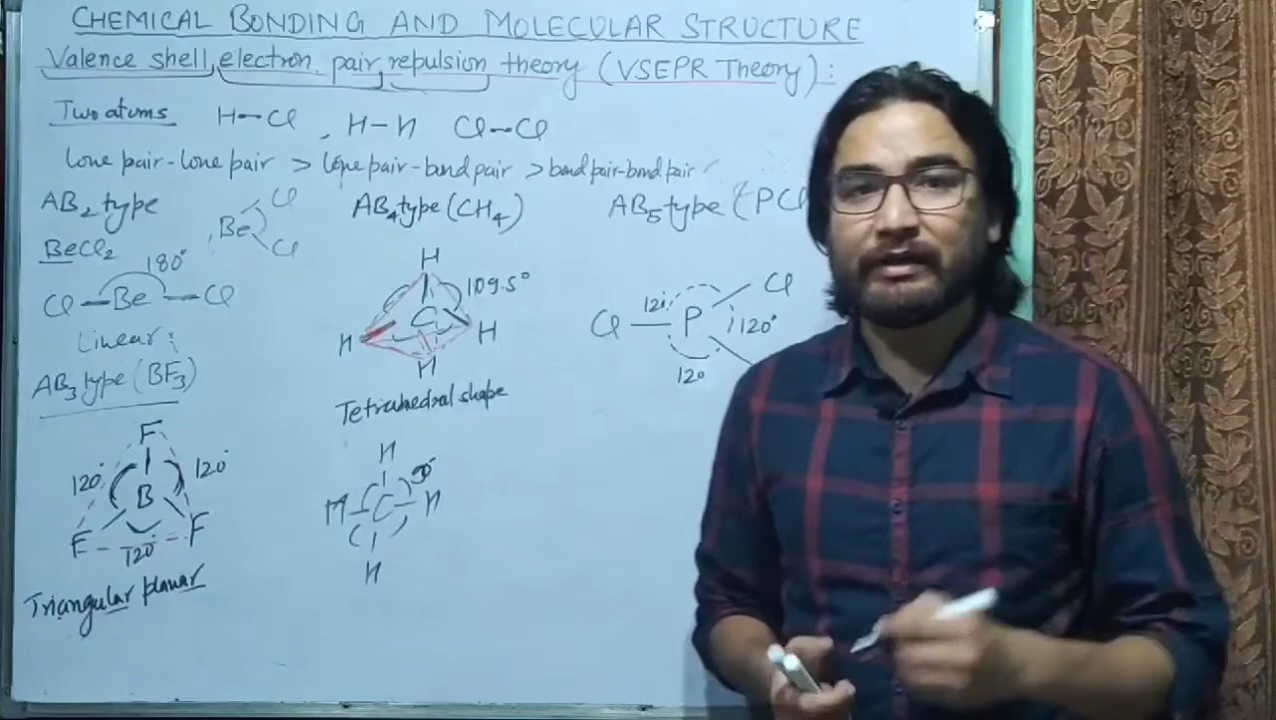 CHEMICAL BONDING AND MOLECULAR STRUCTURE
Valence shell electron pair repulsion theory (VSEPR Theory) :
Two atoms H-Cl , H-H Cl-Cl
Lone pair-lone pair > lone pair-bond pair > bond pair-bond pair
AB2 type
BeCl2
Be Cl Cl
180°
Cl-Be-Cl
Linear
AB3 type (BF3)
F
120° 120°
B
F 120° F
Triangular planar
AB4 type (CH4)
H
109.5°
C
H H
H
Tetrahedral shape
H
90°
H C H
H
AB5 type (PCl
Cl
120 P 120°
Cl
120